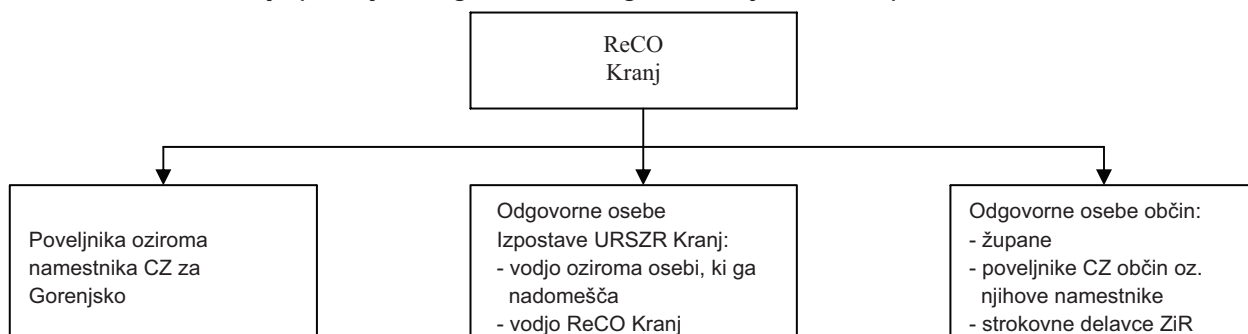 ReCO
Kranj
Poveljnika oziroma
namestnika CZ za
Gorenjsko
Odgovorne osebe
Izpostave URSZR Kranj:
- vodjo oziroma osebi, ki ga
nadomešča
- vodjo ReCO Kranj
Odgovorne osebe občin:
- župane
- poveljnike CZ občin oz.
njihove namestnike
- strokovne delavce ZiR